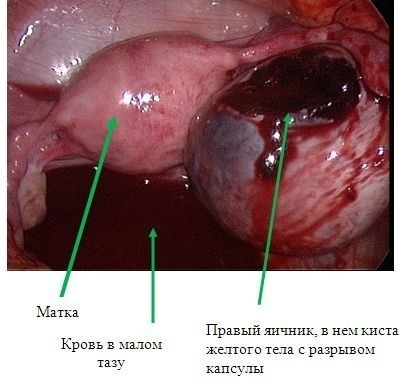 Матка
Кровь в малом
тазу
Правый яичник, в нем киста
желтого тела с разрывом
капсулы